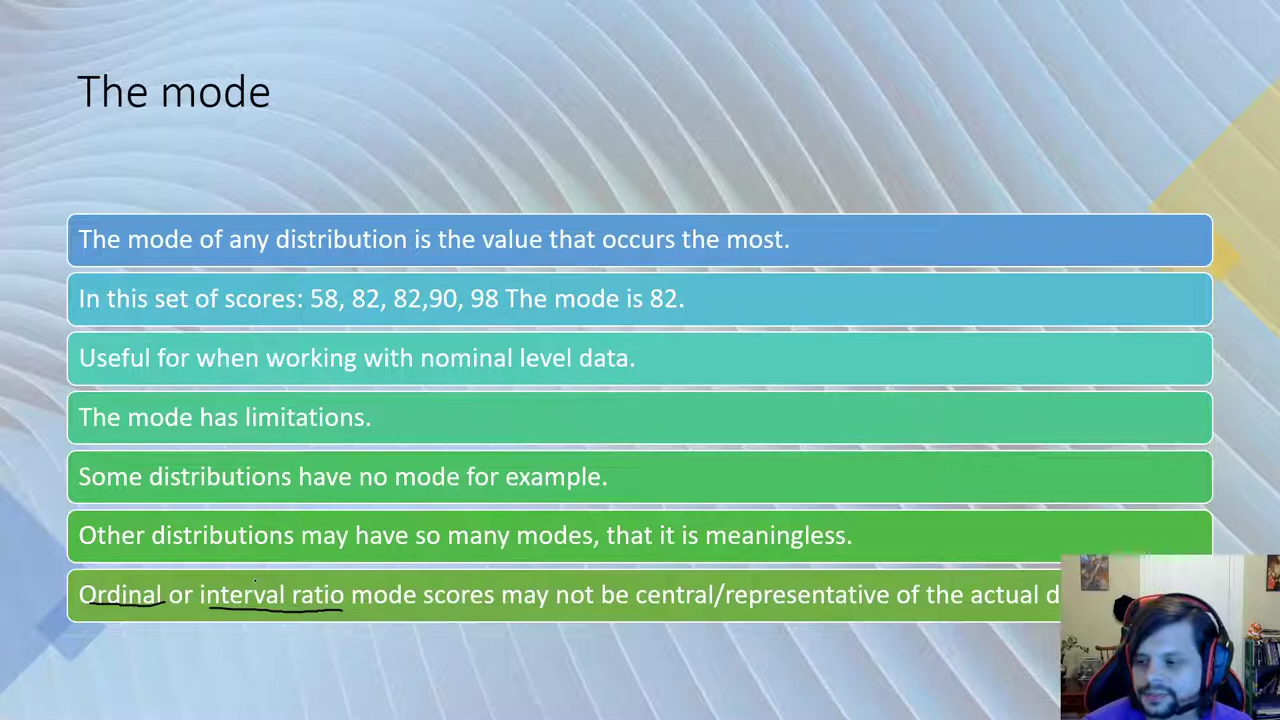 The mode
The mode of any distribution is the value that occurs the most.
In this set of scores: 58, 82, 82,90, 98 The mode is 82.
Useful for when working with nominal level data.
The mode has limitations.
Some distributions have no mode for example.
Other distributions may have so many modes, that it is meaningless.
Ordinal or interval ratio mode scores may not be central/representative of the actual